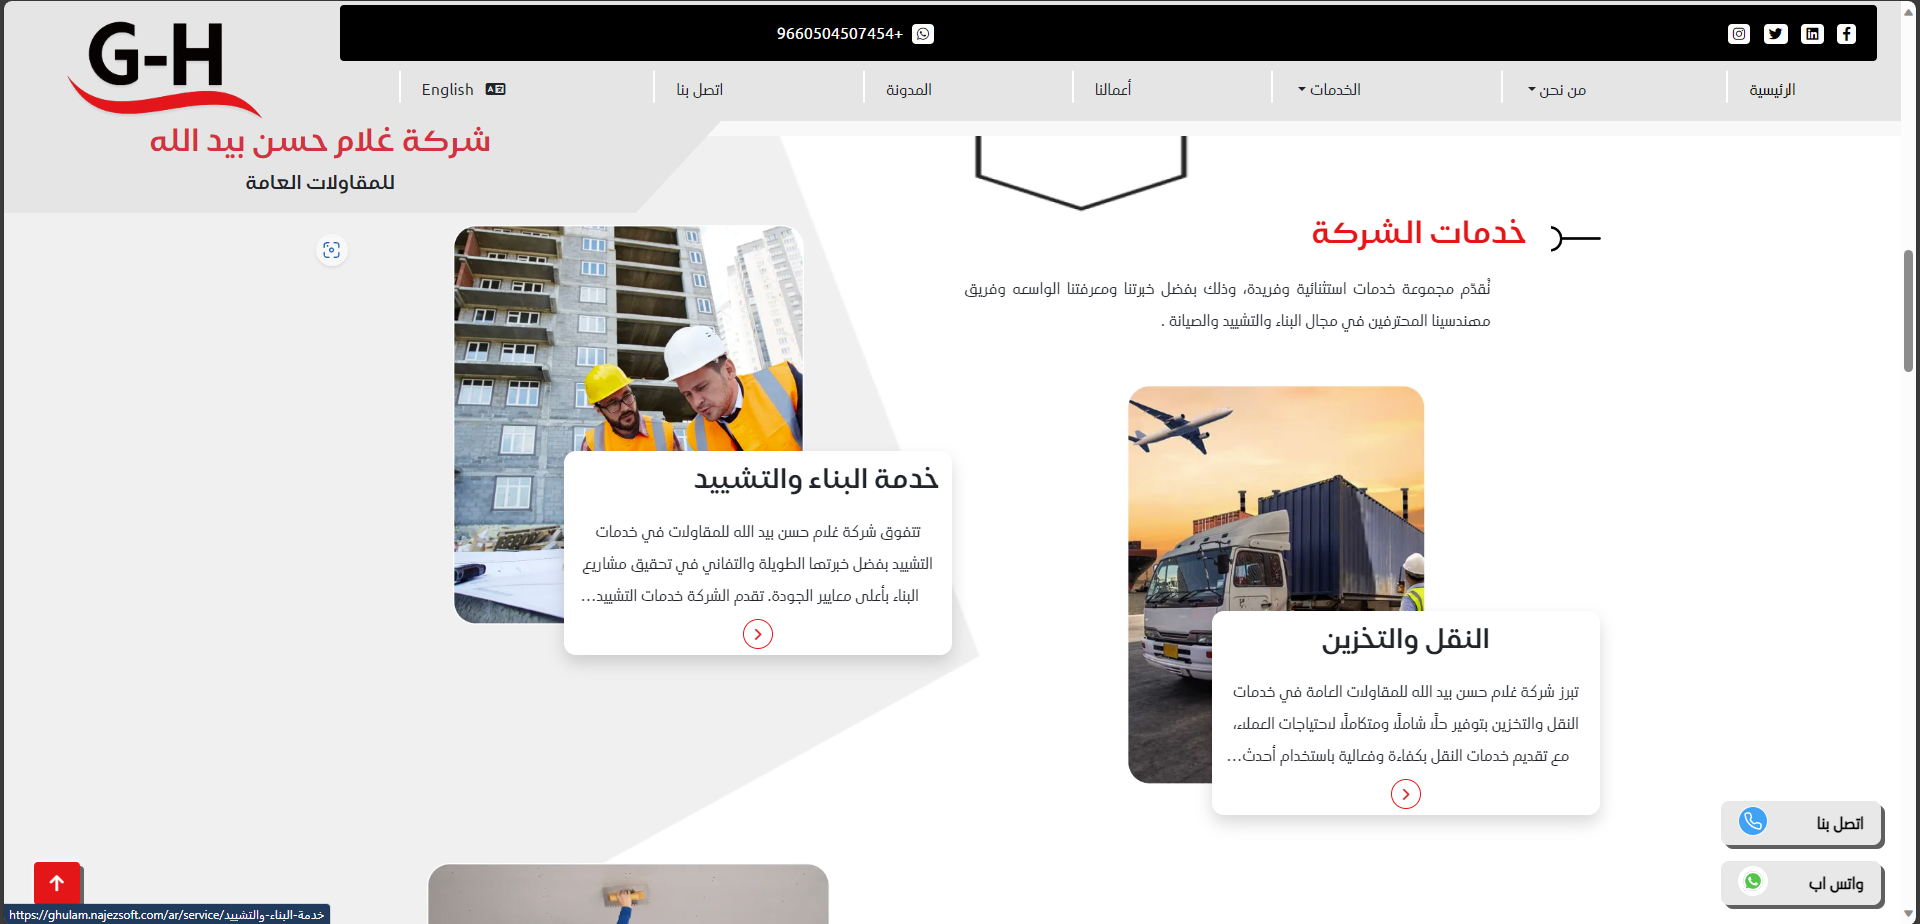 +9660504507454
G-H
شركة غلام حسن بيد الله
للمقاولات العامة
الرئيسية
من نحن
الخدمات
أعمالنا
المدونة
اتصل بنا
English
خدمات الشركة
نُقدّم مجموعة خدمات استثنائية وفريدة، وذلك بفضل خبرتنا ومعرفتنا الواسعه وفريق
مهندسينا المحترفين في مجال البناء والتشييد والصيانة .
خدمة البناء والتشييد
تتفوق شركة غلام حسن بيد الله للمقاولات في خدمات
التشييد بفضل خبرتها الطويلة والتفاني في تحقيق مشاريع
البناء بأعلى معايير الجودة. تقدم الشركة خدمات التشييد...
النقل والتخزين
تبرز شركة غلام حسن بيد الله للمقاولات العامة في خدمات
النقل والتخزين بتوفير حلًا شاملًا ومتكاملًا لاحتياجات العملاء،
مع تقديم خدمات النقل بكفاءة وفعالية باستخدام أحدث...
اتصل بنا
واتس اب
https://ghulam.najezsoft.com/ar/service/خدمة-البناء-والتشييد